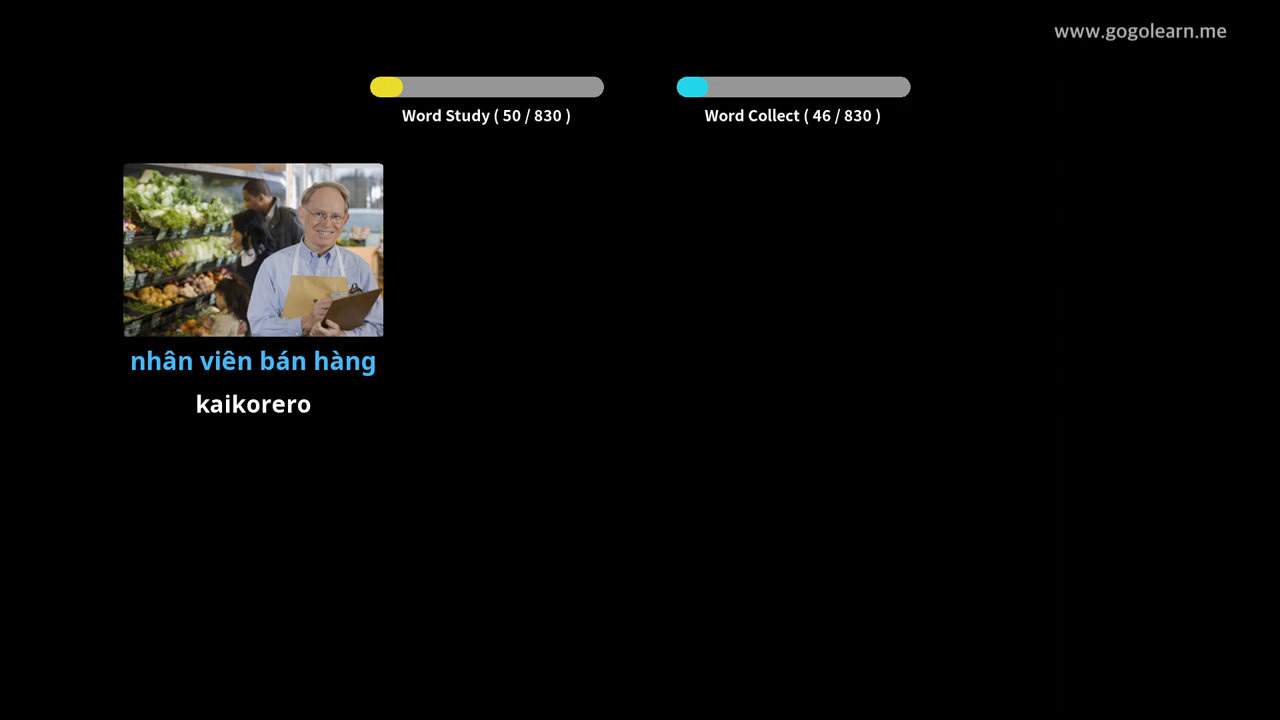 www.gogolearn.me
Word Study ( 50 / 830 )
Word Collect ( 46 / 830 )
nhân viên bán hàng
kaikorero